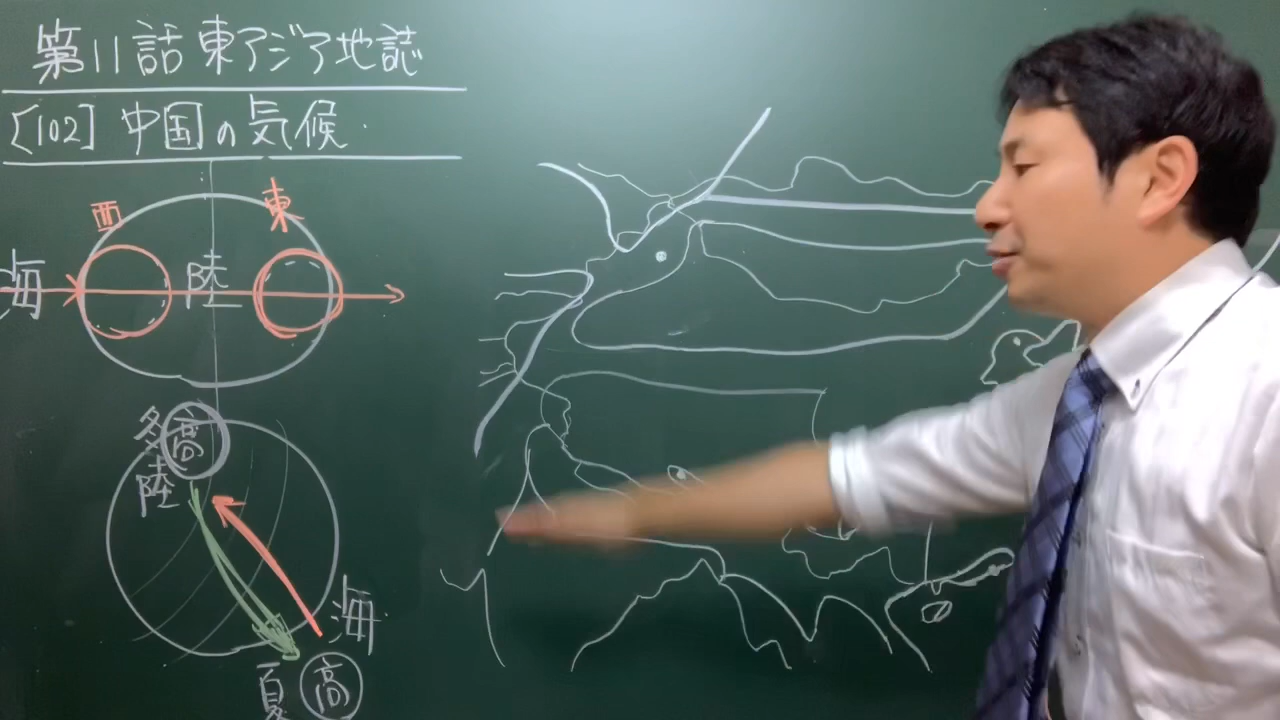 第11話 東アジア地誌
[102] 中国の気候
西 東
海 陸
冬 高
陸
海
夏 高